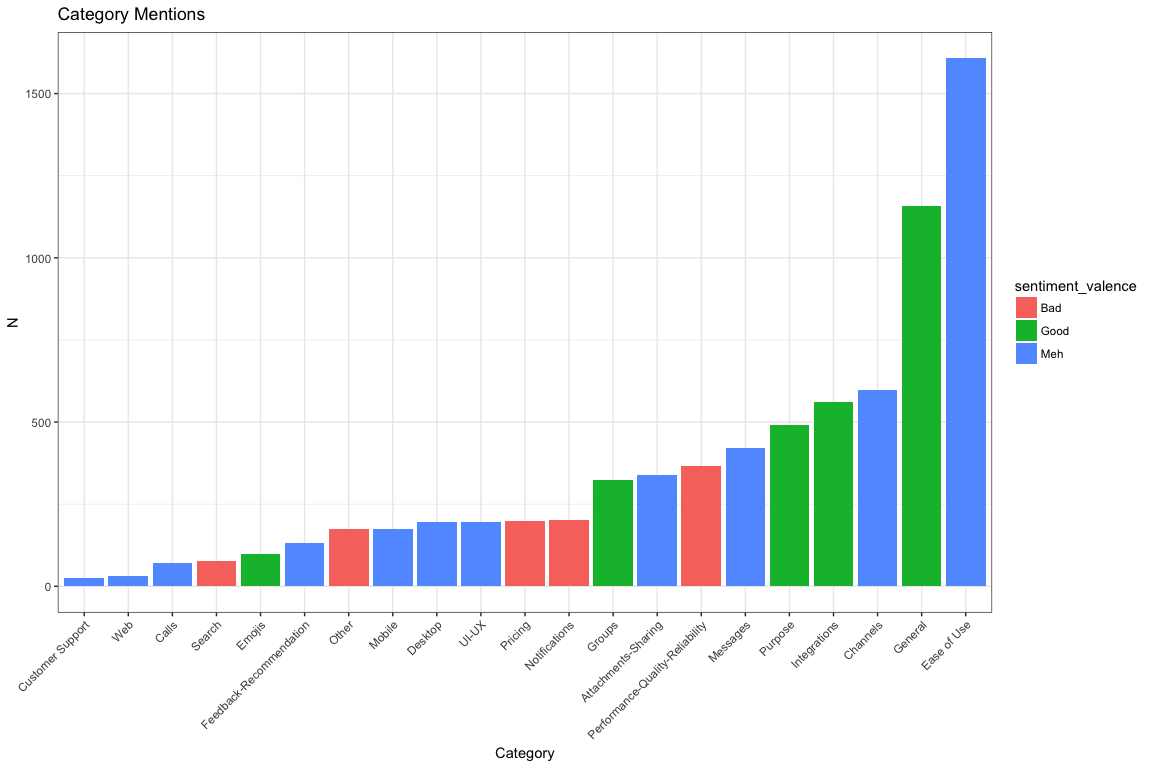 Category Mentions
N
1500
1000
500
0
Customer Support
Web
Calls
Search
Emojis
Feedback-Recommendation
Other
Mobile
Desktop
UI-UX
Pricing
Notifications
Groups
Attachments-Sharing
Performance-Quality-Reliability
Messages
Purpose
Integrations
Channels
General
Ease of Use
Category
sentiment_valence
Bad
Good
Meh